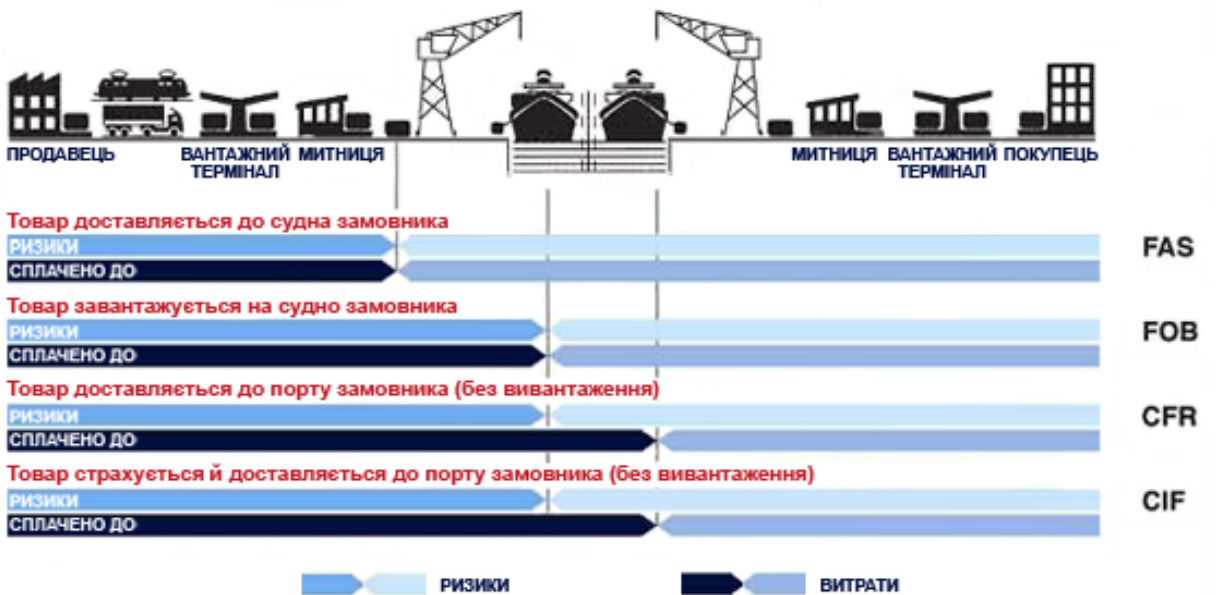 ПРОДАВЕЦЬ
ВАНТАЖНИЙ ТЕРМІНАЛ
МИТНИЦЯ
МИТНИЦЯ
ВАНТАЖНИЙ ТЕРМІНАЛ
ПОКУПЕЦЬ
Товар доставляється до судна замовника
РИЗИКИ
СПЛАЧЕНО ДО
FAS
Товар завантажується на судно замовника
РИЗИКИ
СПЛАЧЕНО ДО
FOB
Товар доставляється до порту замовника (без вивантаження)
РИЗИКИ
СПЛАЧЕНО ДО
CFR
Товар страхується й доставляється до порту замовника (без вивантаження)
РИЗИКИ
СПЛАЧЕНО ДО
CIF
РИЗИКИ
ВИТРАТИ